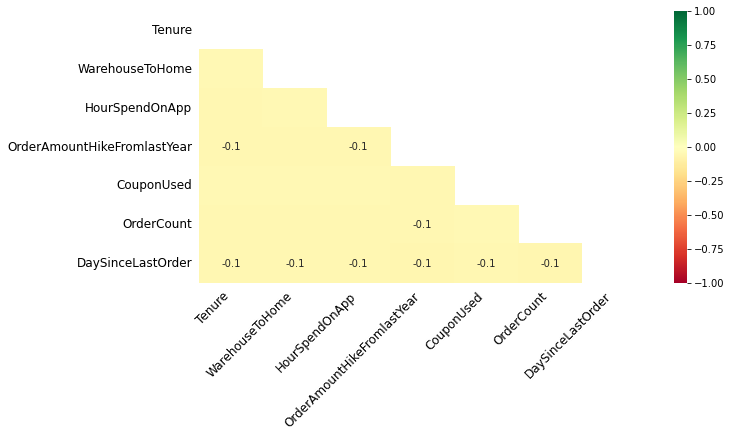 Tenure
WarehouseToHome
HourSpendOnApp
OrderAmountHikeFromlastYear
-0.1 -0.1
CouponUsed
OrderCount
-0.1
DaySinceLastOrder
-0.1 -0.1 -0.1 -0.1 -0.1 -0.1
Tenure
WarehouseToHome
HourSpendOnApp
OrderAmountHikeFromlastYear
CouponUsed
OrderCount
DaySinceLastOrder
1.00
0.75
0.50
0.25
0.00
−0.25
−0.50
−0.75
−1.00